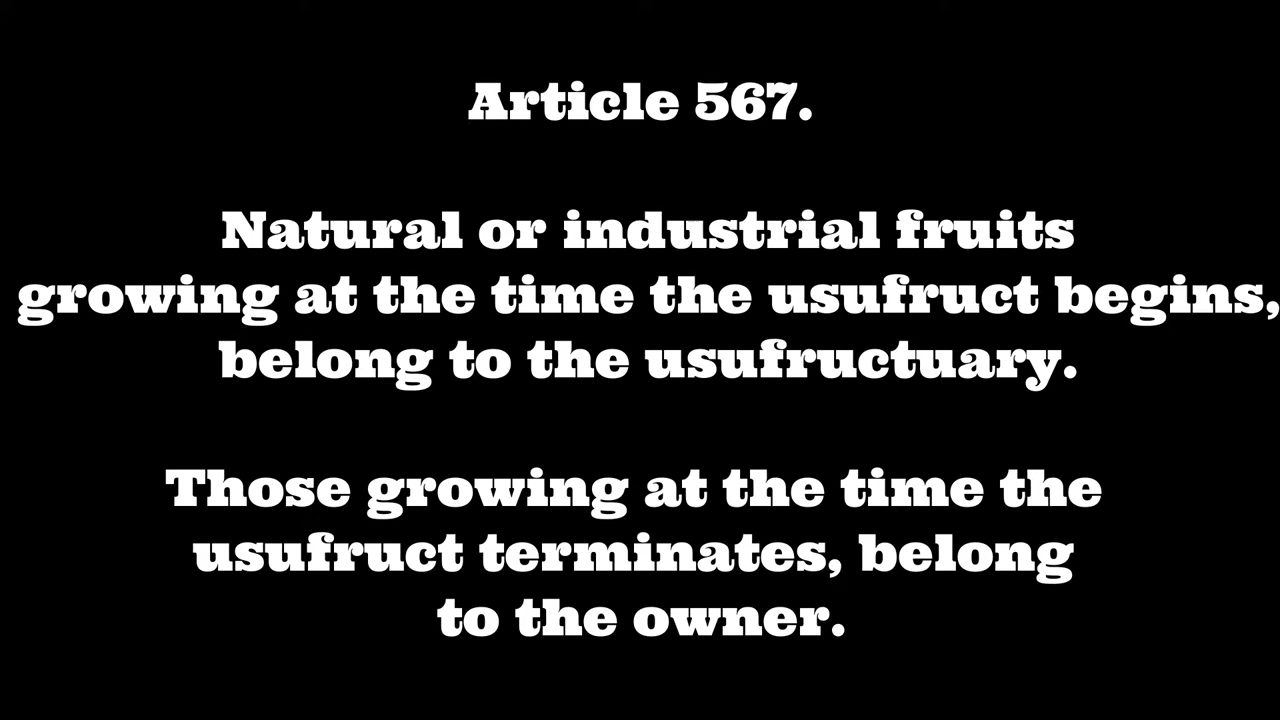 Article 567.
Natural or industrial fruits
growing at the time the usufruct begins,
belong to the usufructuary.
Those growing at the time the
usufruct terminates, belong
to the owner.